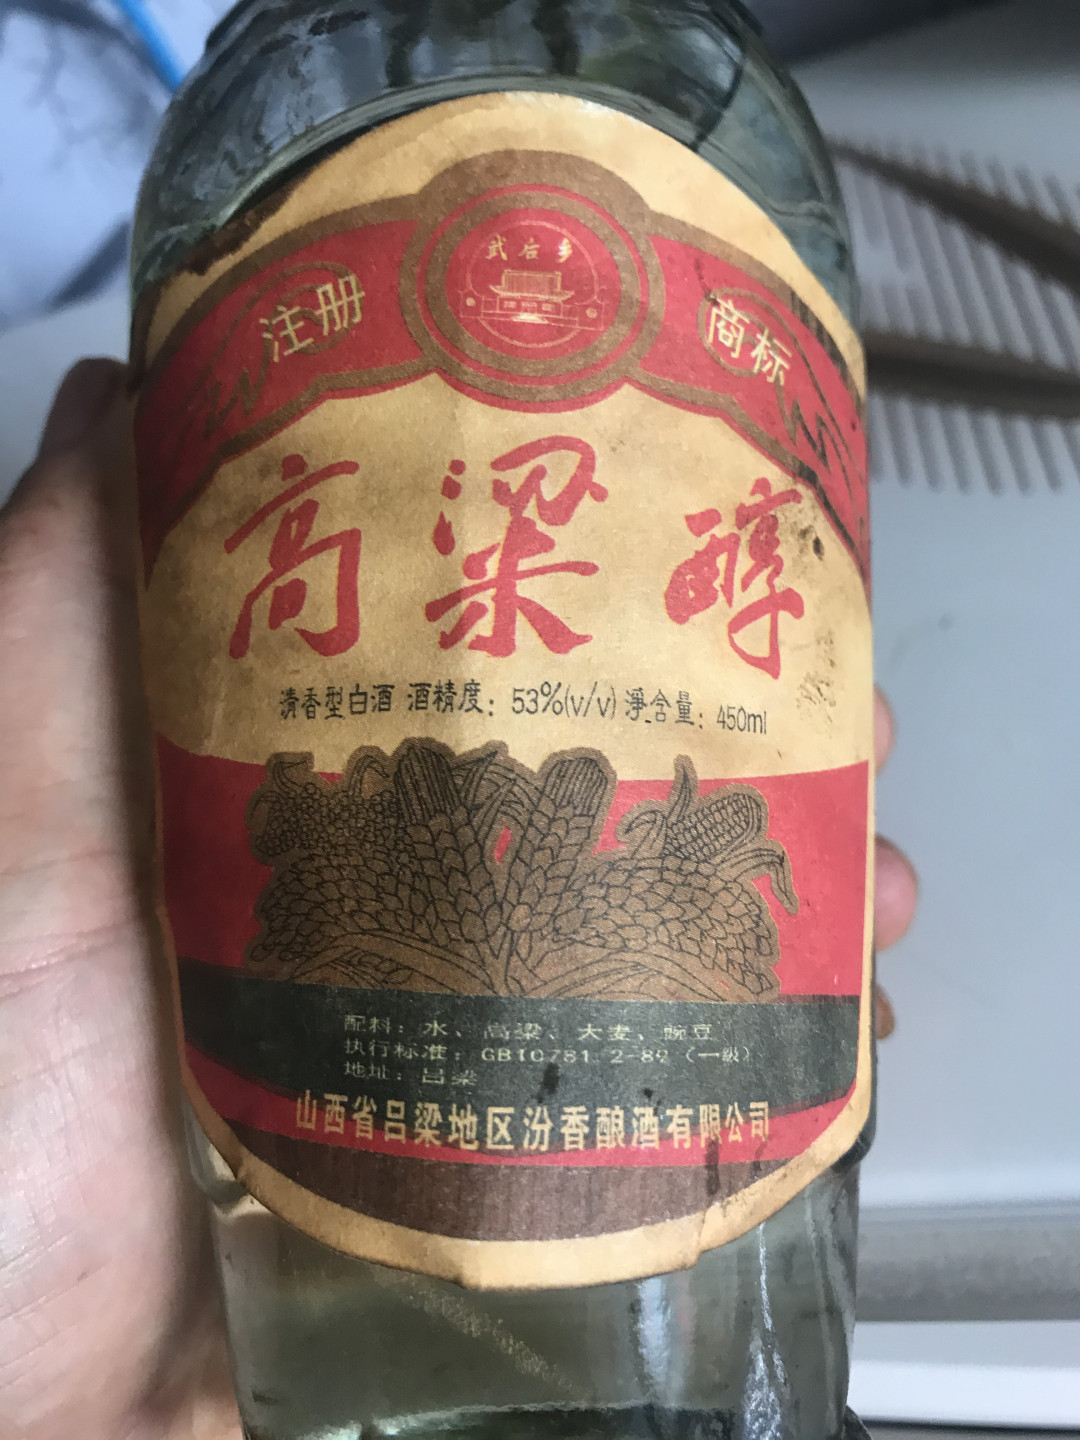 武后乡
注册 商标
高粱醇
清香型白酒 酒精度：53%(v/v) 淨含量：450ml
配料：水、高粱、大麦、豌豆
执行标准：GB10781.2-89（一级）
地址：吕梁
山西省吕梁地区汾香酿酒有限公司